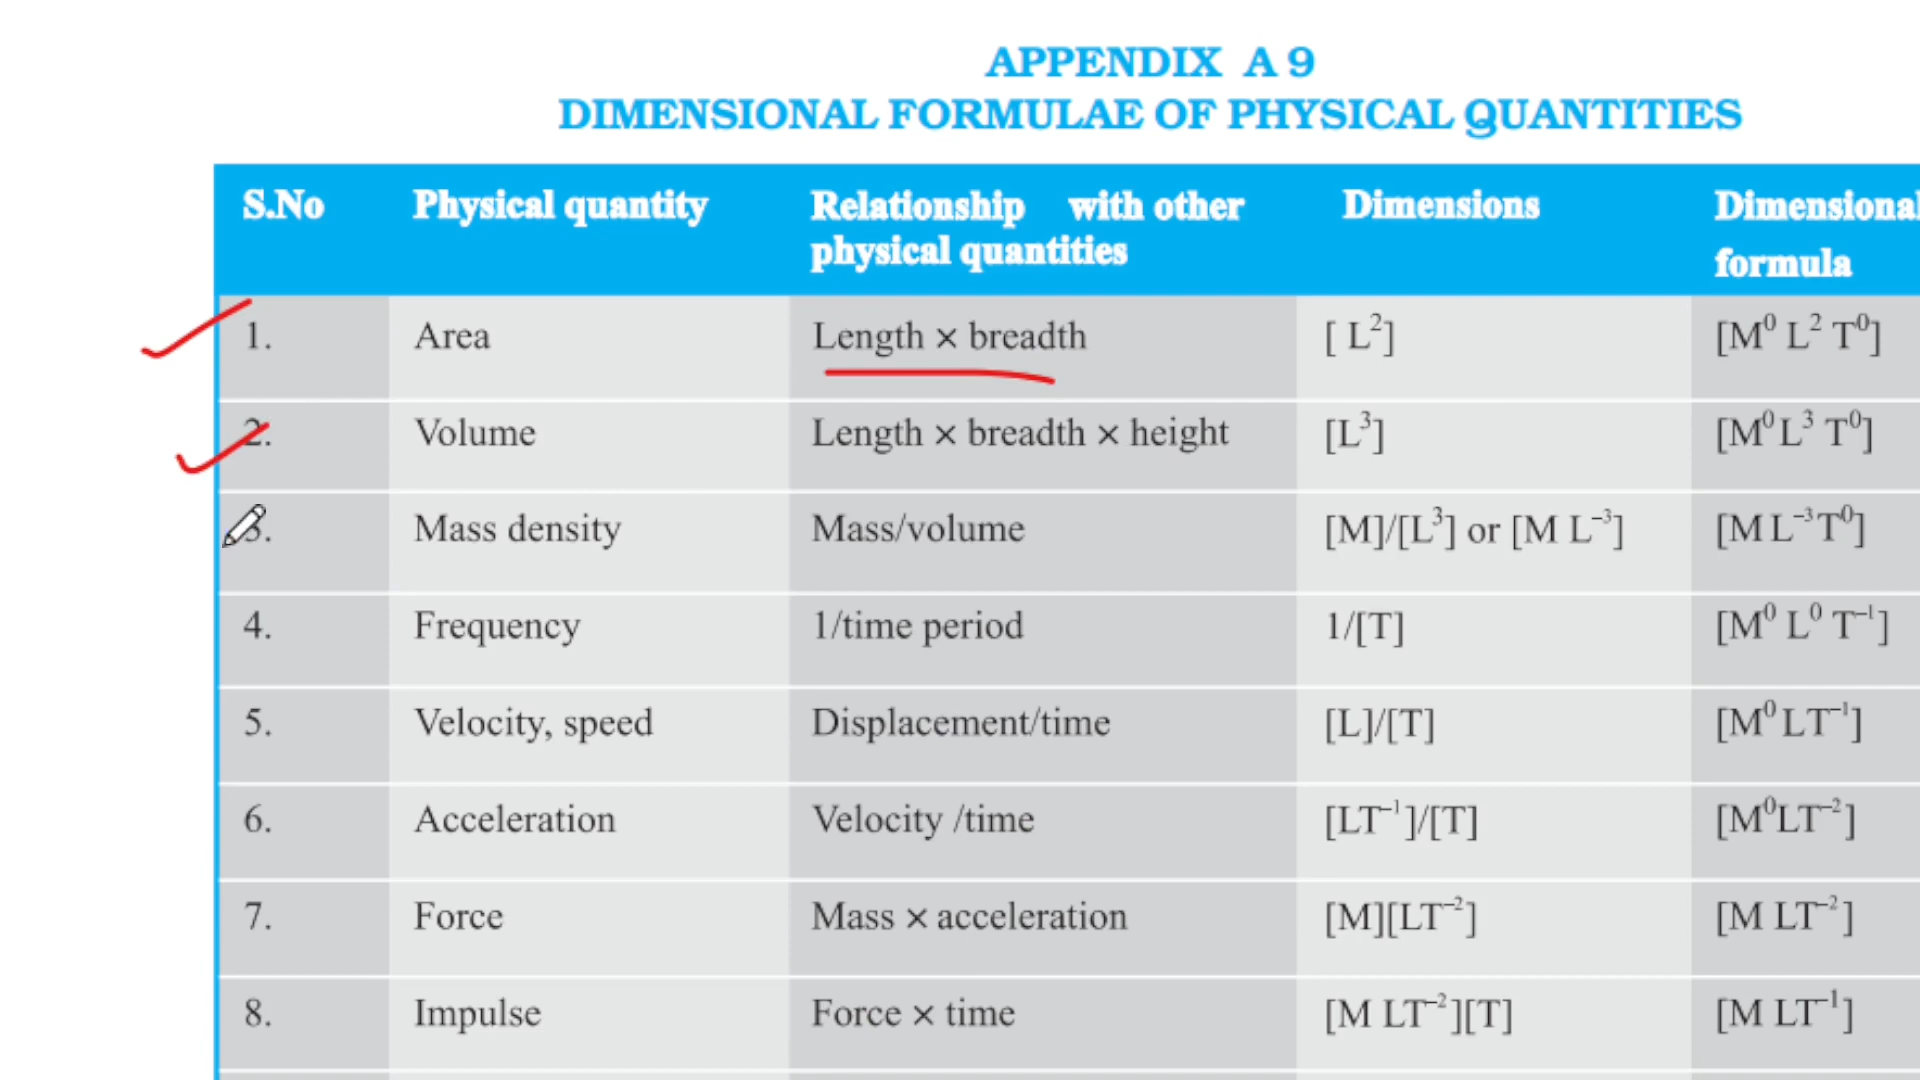 APPENDIX A 9
DIMENSIONAL FORMULAE OF PHYSICAL QUANTITIES
S.No Physical quantity Relationship with other physical quantities Dimensions Dimensional formula
1. Area Length × breadth [ L²] [M⁰ L² T⁰]
2. Volume Length × breadth × height [L³] [M⁰ L³ T⁰]
3. Mass density Mass/volume [M]/[L³] or [M L⁻³] [M L⁻³ T⁰]
4. Frequency 1/time period 1/[T] [M⁰ L⁰ T⁻¹]
5. Velocity, speed Displacement/time [L]/[T] [M⁰ LT⁻¹]
6. Acceleration Velocity /time [LT⁻¹]/[T] [M⁰LT⁻²]
7. Force Mass × acceleration [M][LT⁻²] [M LT⁻²]
8. Impulse Force × time [M LT⁻²][T] [M LT⁻¹]